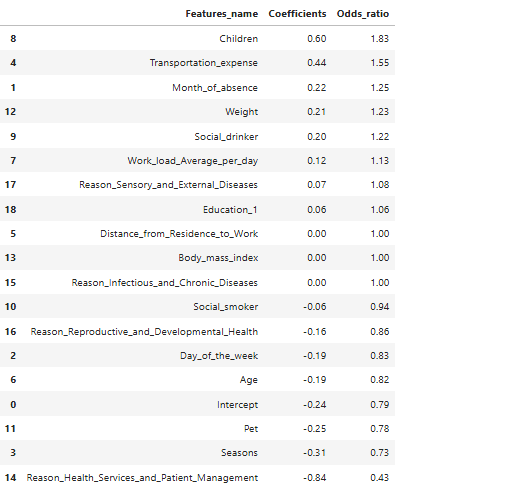 Features_name Coefficients Odds_ratio
8 Children 0.60 1.83
4 Transportation_expense 0.44 1.55
1 Month_of_absence 0.22 1.25
12 Weight 0.21 1.23
9 Social_drinker 0.20 1.22
7 Work_load_Average_per_day 0.12 1.13
17 Reason_Sensory_and_External_Diseases 0.07 1.08
18 Education_1 0.06 1.06
5 Distance_from_Residence_to_Work 0.00 1.00
13 Body_mass_index 0.00 1.00
15 Reason_Infectious_and_Chronic_Diseases 0.00 1.00
10 Social_smoker -0.06 0.94
16 Reason_Reproductive_and_Developmental_Health -0.16 0.86
2 Day_of_the_week -0.19 0.83
6 Age -0.19 0.82
0 Intercept -0.24 0.79
11 Pet -0.25 0.78
3 Seasons -0.31 0.73
14 Reason_Health_Services_and_Patient_Management -0.84 0.43